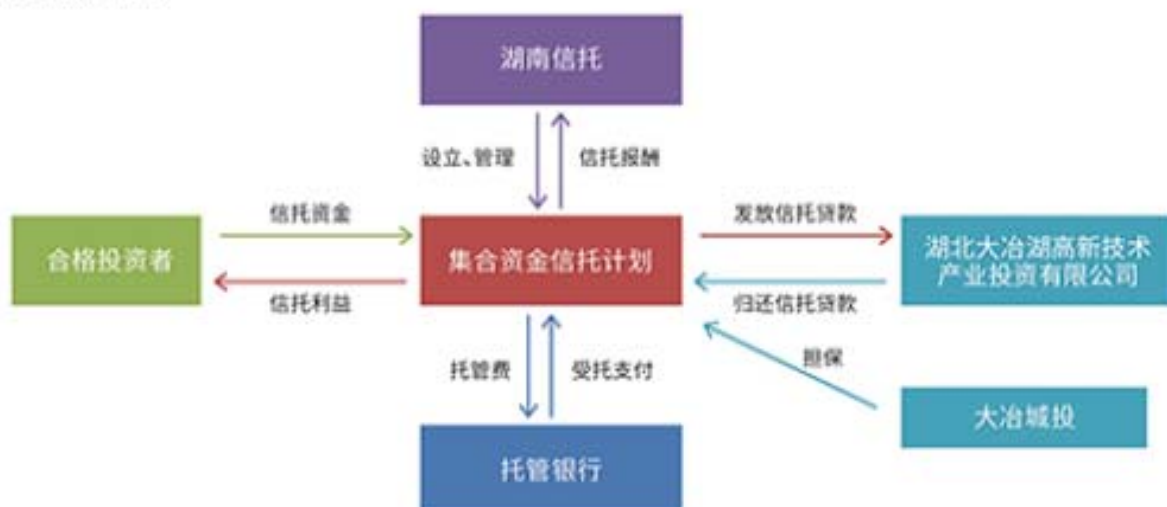 湖南信托
设立、管理
信托报酬
信托资金
发放信托贷款
合格投资者
集合资金信托计划
湖北大冶湖高新技术
产业投资有限公司
信托利益
归还信托贷款
担保
托管费
受托支付
大冶城投
托管银行